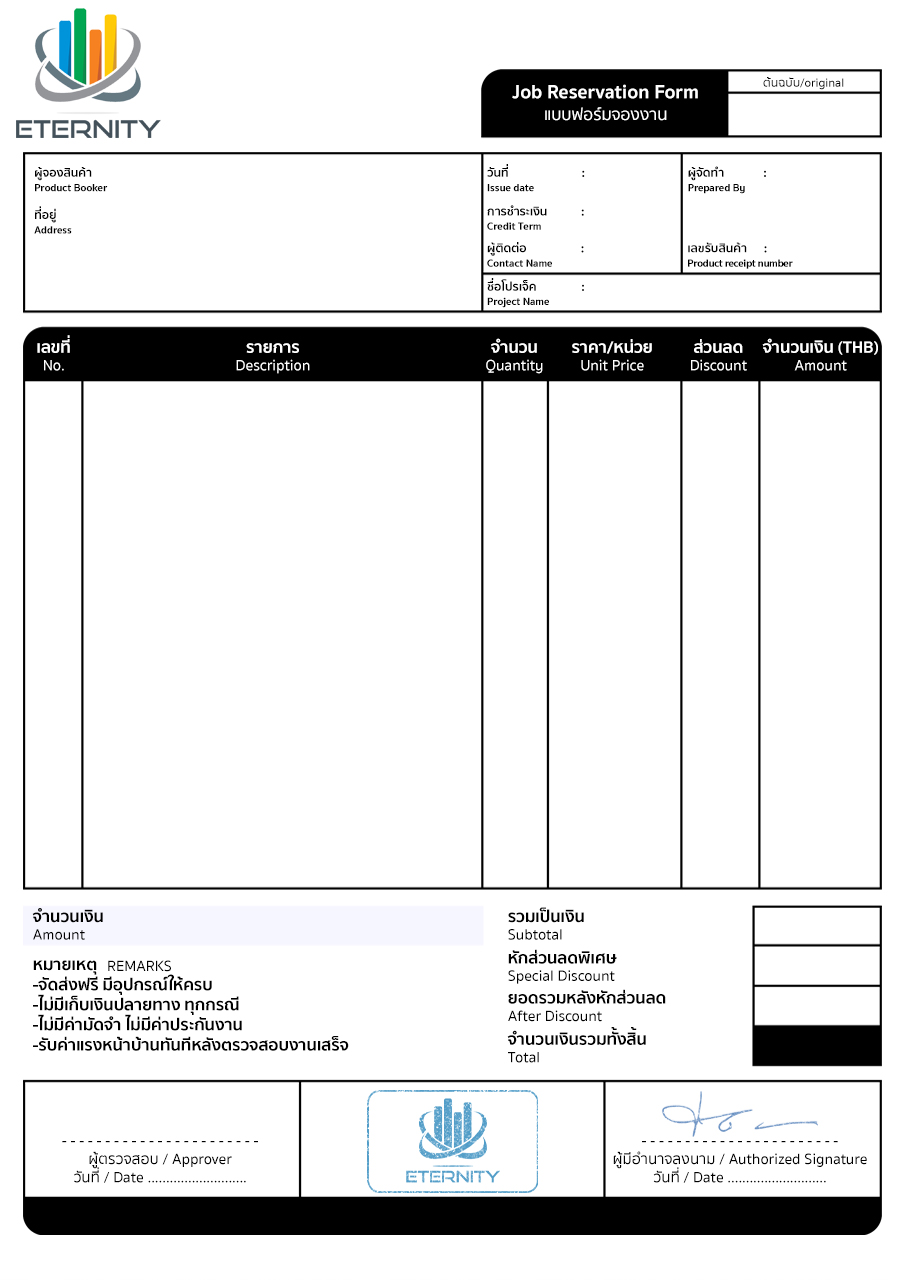 ETERNITY
Job Reservation Form
แบบฟอร์มจองงาน
ต้นฉบับ/original
ผู้จองสินค้า
Product Booker
ที่อยู่
Address
วันที่ :
Issue date
การชำระเงิน :
Credit Term
ผู้ติดต่อ :
Contact Name
ผู้จัดทำ :
Prepared By
เลขรับสินค้า :
Product receipt number
ชื่อโปรเจ็ค :
Project Name
เลขที่ รายการ จำนวน ราคา/หน่วย ส่วนลด จำนวนเงิน (THB)
No. Description Quantity Unit Price Discount Amount
จำนวนเงิน
Amount
หมายเหตุ REMARKS
-จัดส่งฟรี มีอุปกรณ์ให้ครบ
-ไม่มีเก็บเงินปลายทาง ทุกกรณี
-ไม่มีค่ามัดจำ ไม่มีค่าประกันงาน
-รับค่าแรงหน้าบ้านทันทีหลังตรวจสอบงานเสร็จ
รวมเป็นเงิน
Subtotal
หักส่วนลดพิเศษ
Special Discount
ยอดรวมหลังหักส่วนลด
After Discount
จำนวนเงินรวมทั้งสิ้น
Total
ผู้ตรวจสอบ / Approver
วันที่ / Date ..........................
ETERNITY
ผู้มีอำนาจลงนาม / Authorized Signature
วันที่ / Date ..........................